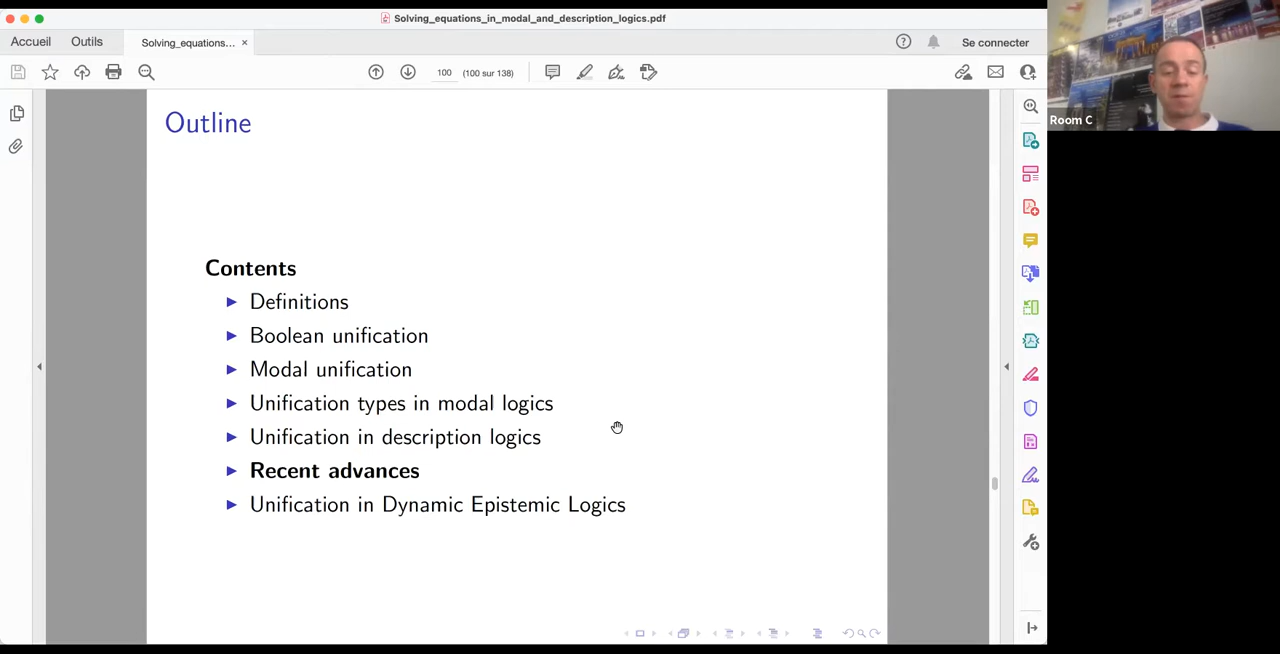 Solving_equations_in_modal_and_description_logics.pdf
Accueil Outils Solving_equations... × Se connecter
100 (100 sur 138)
Room C
Outline
Contents
Definitions
Boolean unification
Modal unification
Unification types in modal logics
Unification in description logics
Recent advances
Unification in Dynamic Epistemic Logics